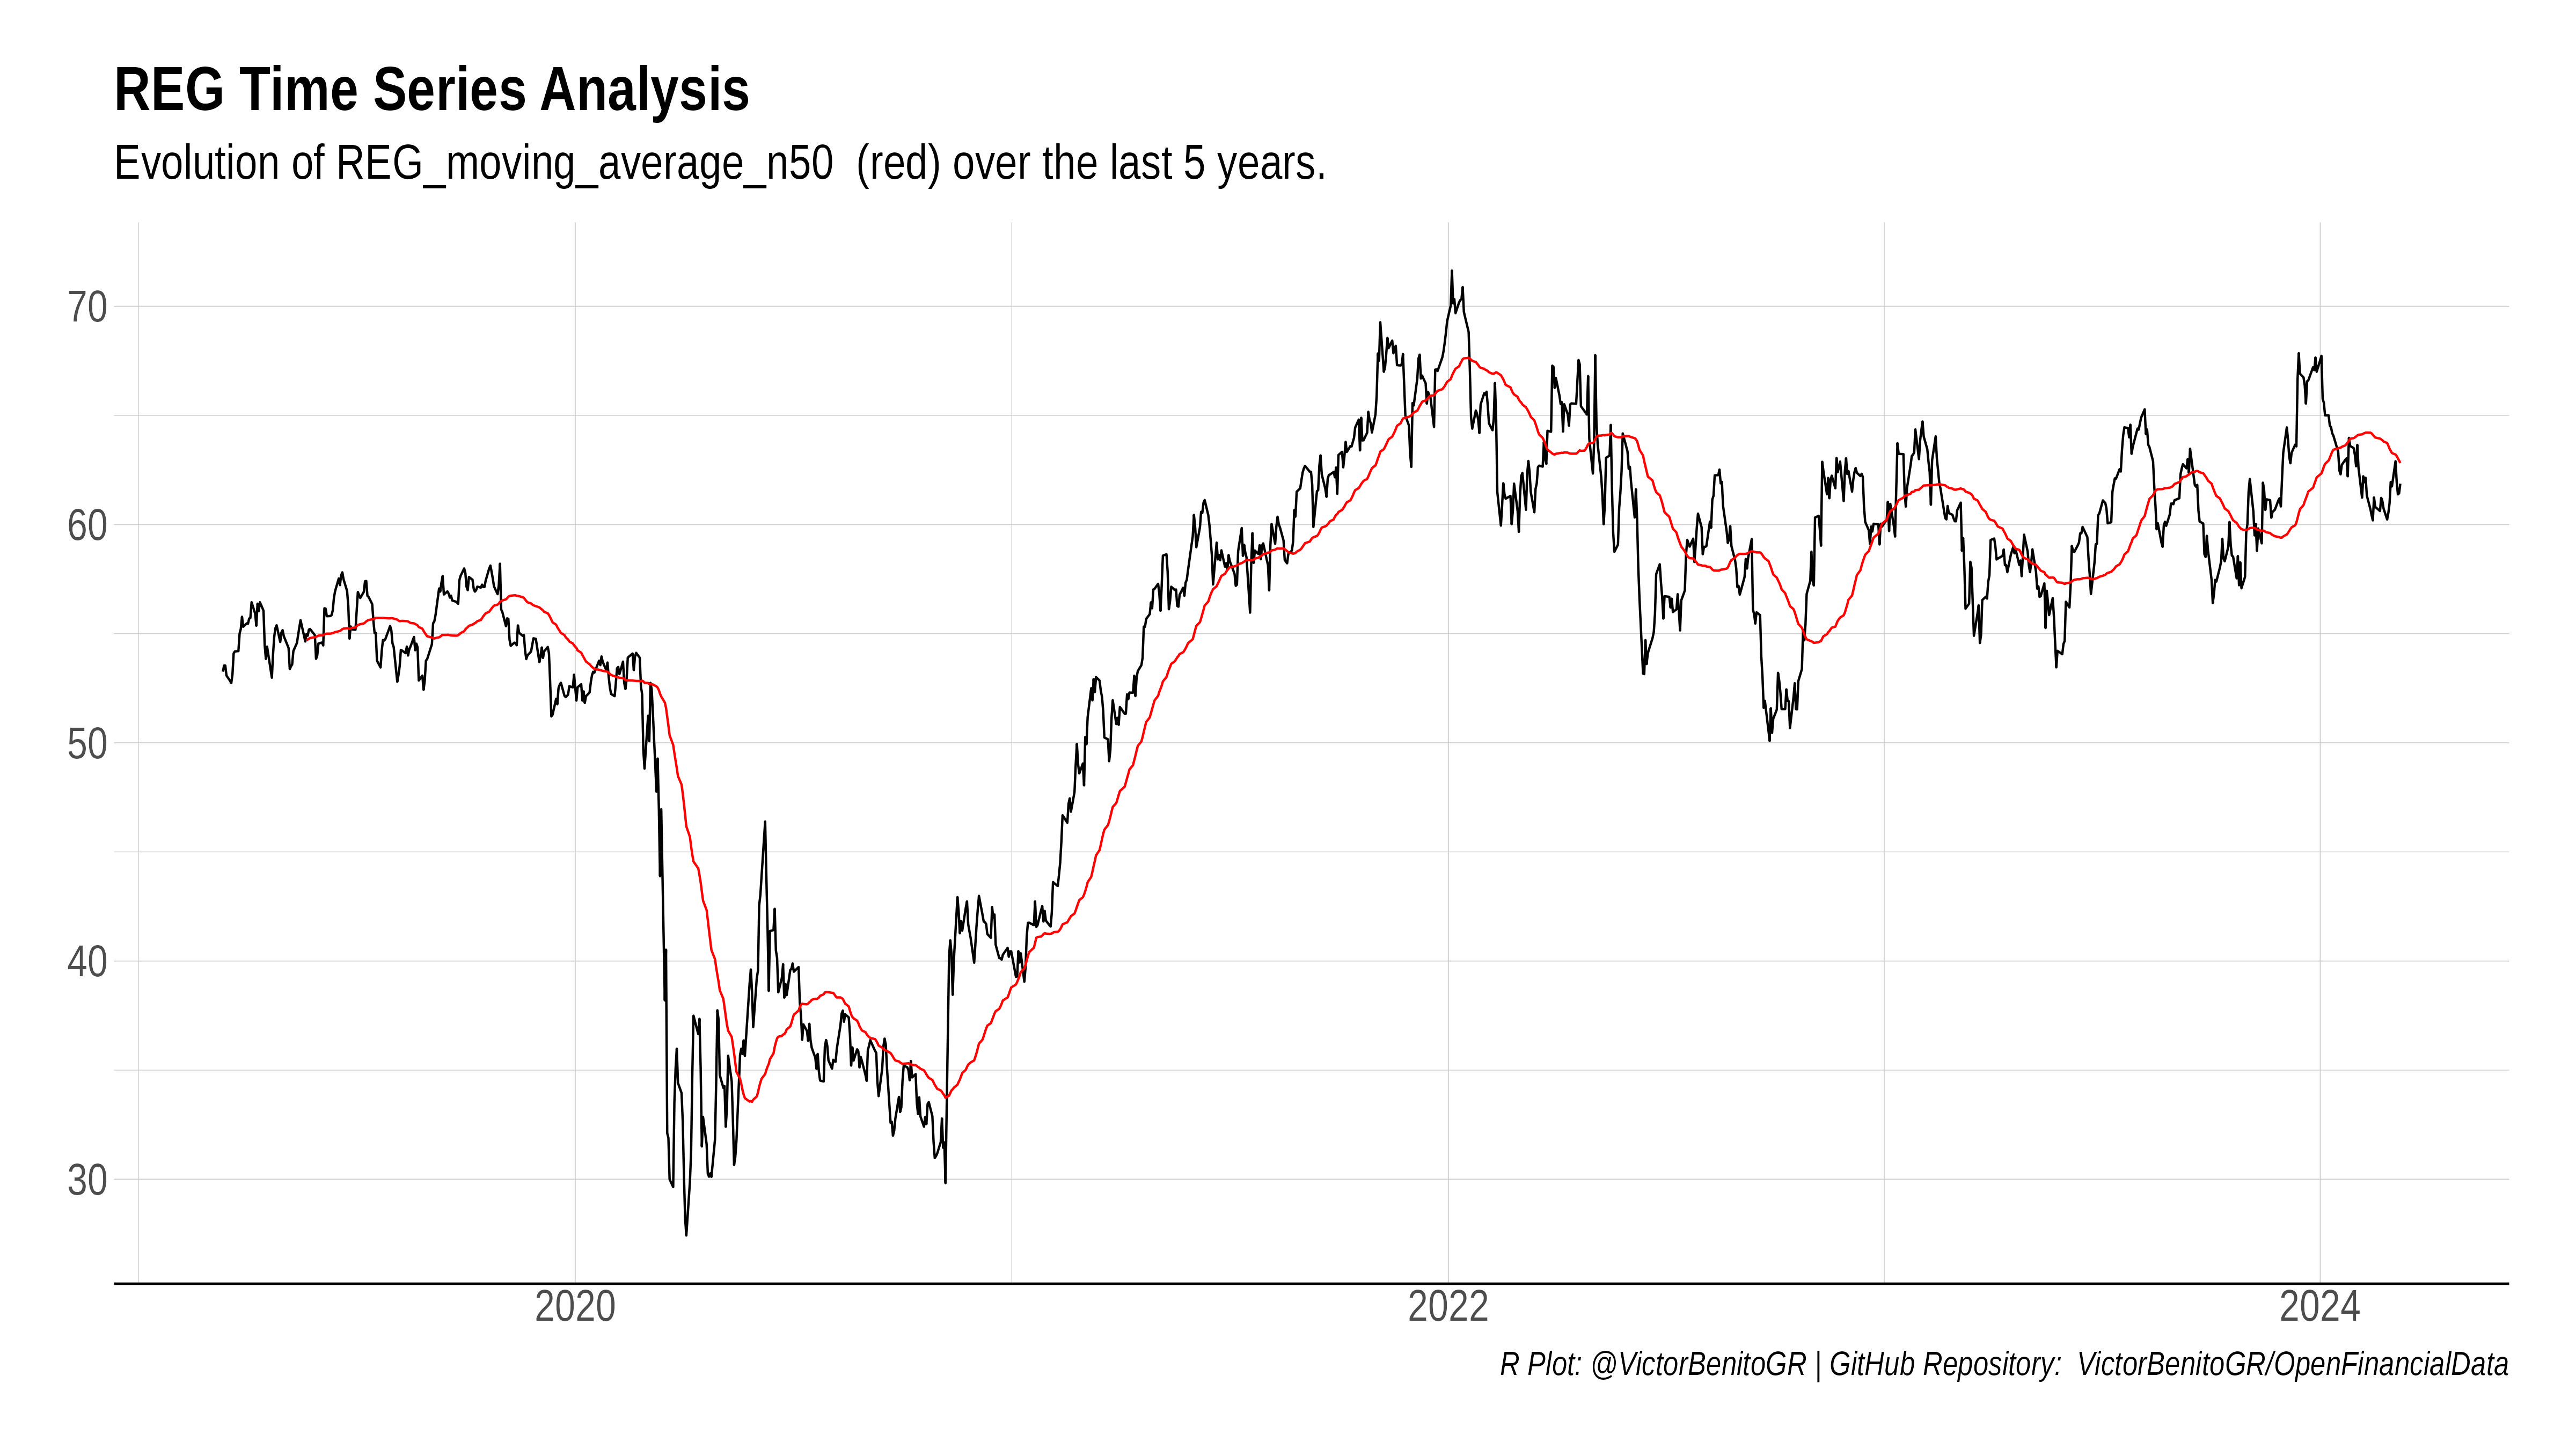 REG Time Series Analysis
Evolution of REG_moving_average_n50  (red) over the last 5 years.
70
60
50
40
30
2020 2022 2024
R Plot: @VictorBenitoGR | GitHub Repository:  VictorBenitoGR/OpenFinancialData